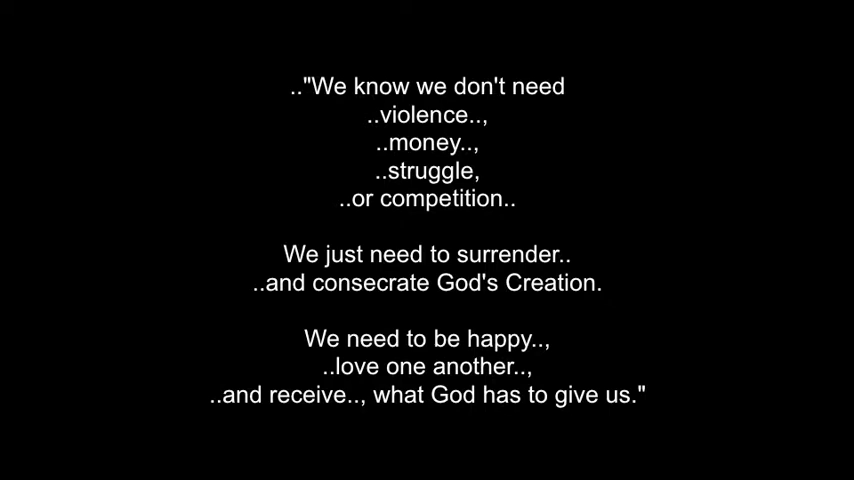 .."We know we don't need
..violence..,
..money..,
..struggle,
..or competition..
We just need to surrender..
..and consecrate God's Creation.
We need to be happy..,
..love one another..,
..and receive.., what God has to give us."